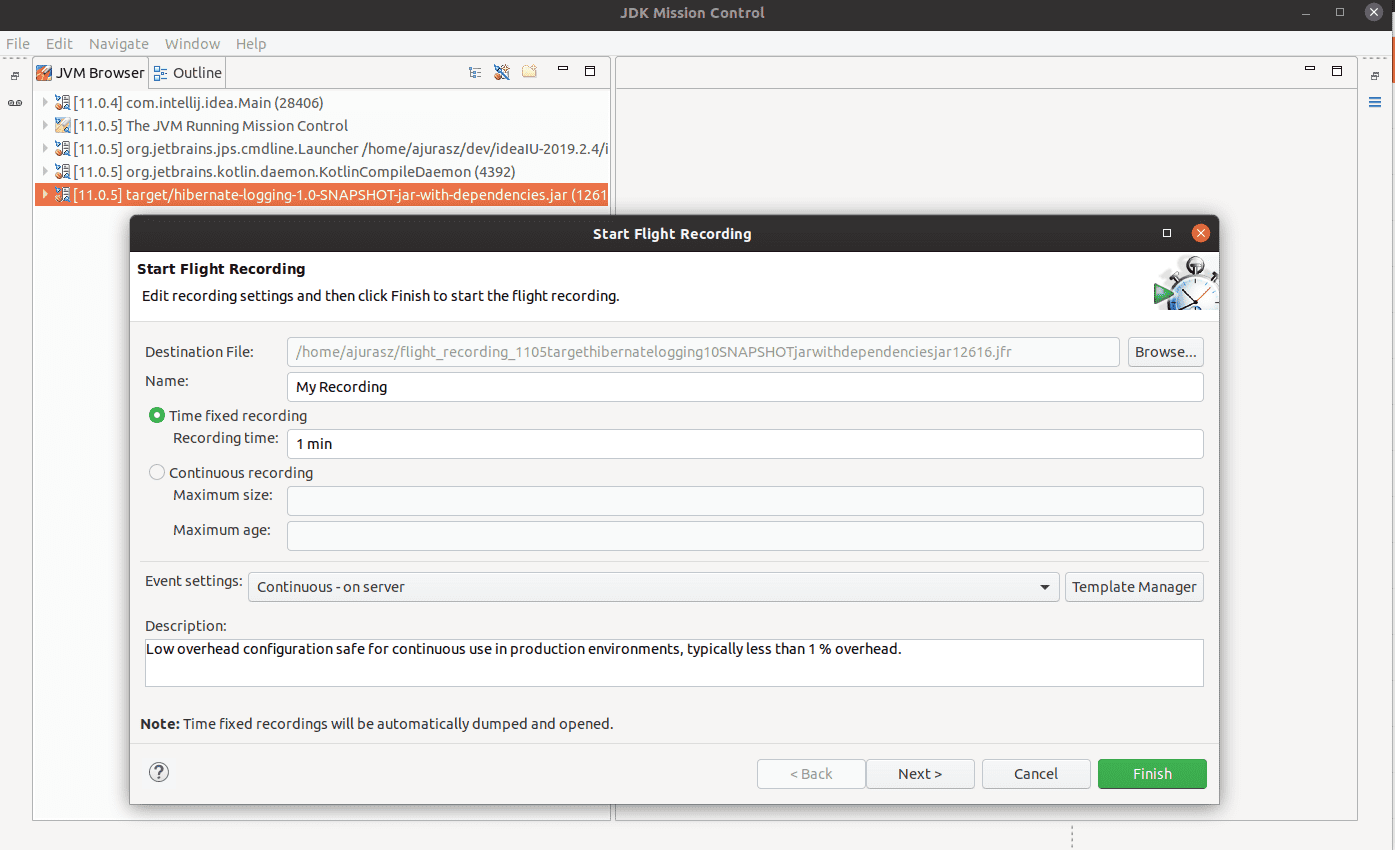 JDK Mission Control
File Edit Navigate Window Help
JVM Browser Outline
[11.0.4] com.intellij.idea.Main (28406)
[11.0.5] The JVM Running Mission Control
[11.0.5] org.jetbrains.jps.cmdline.Launcher /home/ajurasz/dev/ideaIU-2019.2.4/i
[11.0.5] org.jetbrains.kotlin.daemon.KotlinCompileDaemon (4392)
[11.0.5] target/hibernate-logging-1.0-SNAPSHOT-jar-with-dependencies.jar (1261
Start Flight Recording
Start Flight Recording
Edit recording settings and then click Finish to start the flight recording.
Destination File: /home/ajurasz/flight_recording_1105targethibernatelogging10SNAPSHOTjarwithdependenciesjar12616.jfr Browse...
Name: My Recording
Time fixed recording
Recording time: 1 min
Continuous recording
Maximum size:
Maximum age:
Event settings: Continuous - on server Template Manager
Description:
Low overhead configuration safe for continuous use in production environments, typically less than 1 % overhead.
Note: Time fixed recordings will be automatically dumped and opened.
? < Back Next > Cancel Finish